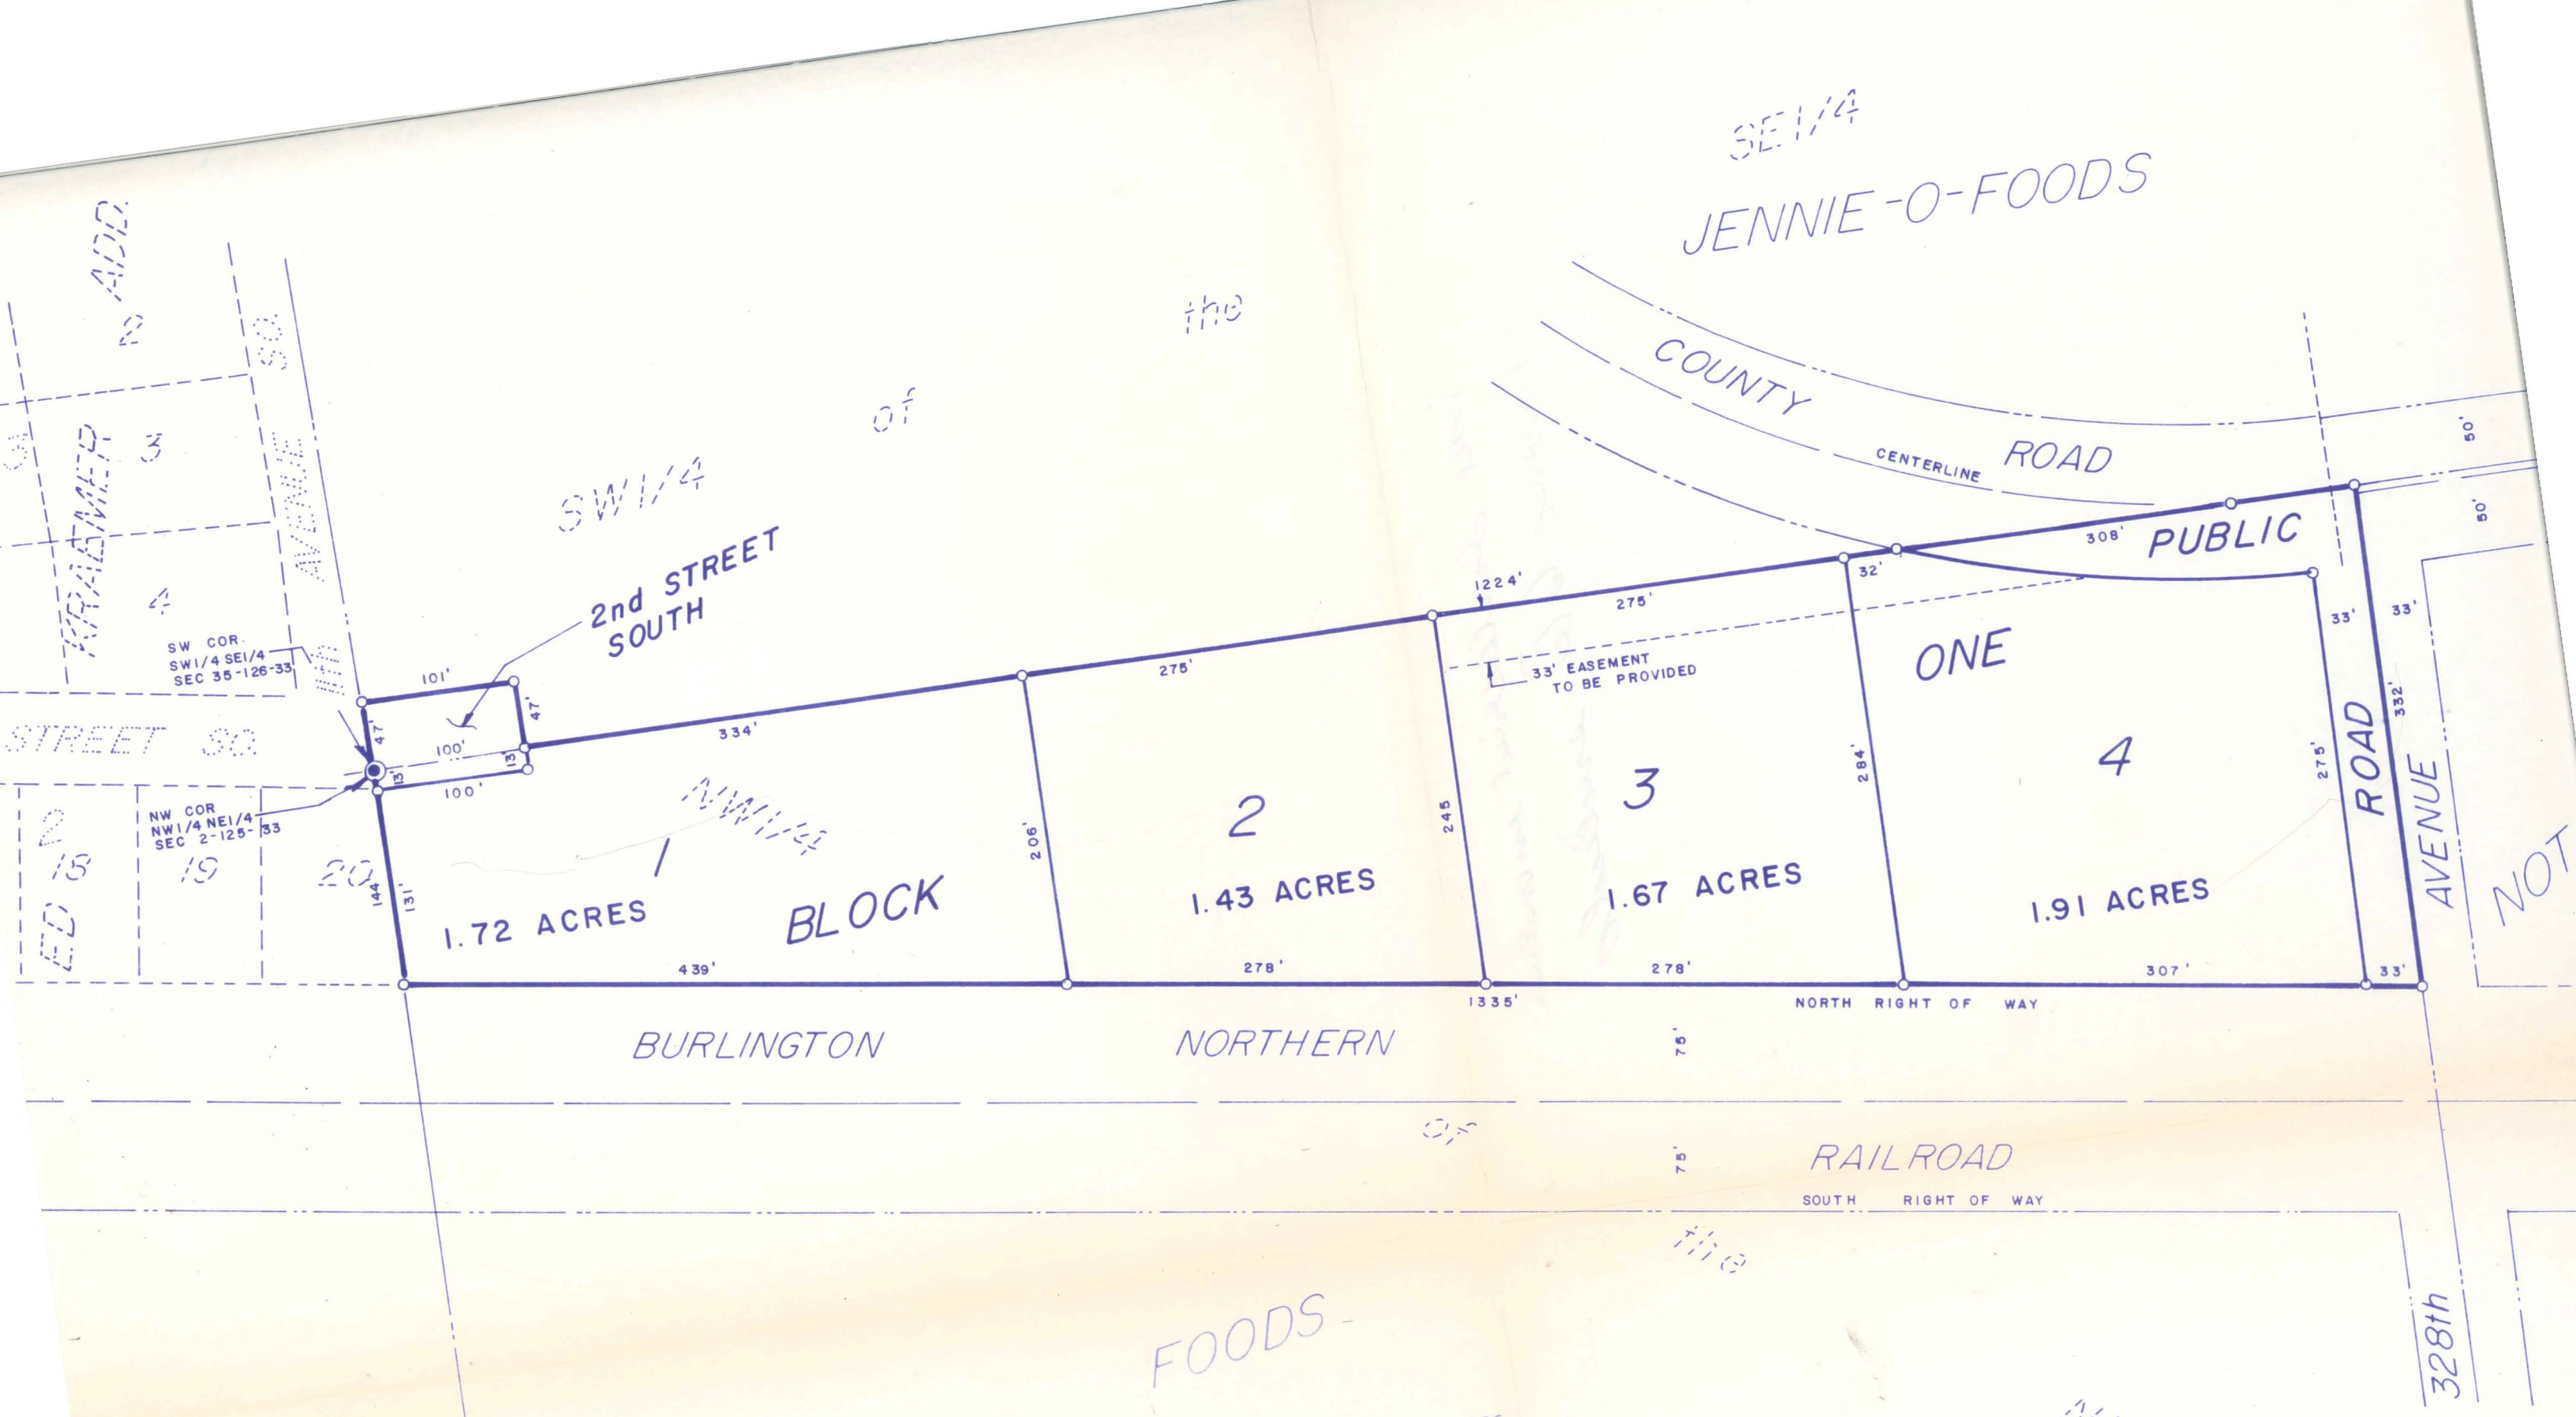 SE1/4
JENNIE-O-FOODS
ADD.
2
SO.
the
COUNTY
ROAD
CENTERLINE
50'
50'
of
3
3
KRAEMER
AVENUE
SW1/4
2nd STREET
SOUTH
4
SW COR.
SW1/4 SE1/4
SEC 35-126-33
1224'
275'
32'
308'
PUBLIC
33'
33'
332'
101'
47'
47'
100'
13'
13'
100'
334'
275'
33' EASEMENT
TO BE PROVIDED
ONE
STREET SO.
NW COR
NW1/4 NE1/4
SEC 2-125-33
2
18
19
20
ED
144
131'
NW1/4
1
1.72 ACRES
BLOCK
206'
2
1.43 ACRES
245
3
1.67 ACRES
284'
4
1.91 ACRES
275'
ROAD
AVENUE
NOT
439'
278'
278'
307'
33'
1335'
NORTH RIGHT OF WAY
BURLINGTON
NORTHERN
75'
of
75'
RAILROAD
SOUTH RIGHT OF WAY
the
FOODS
328th